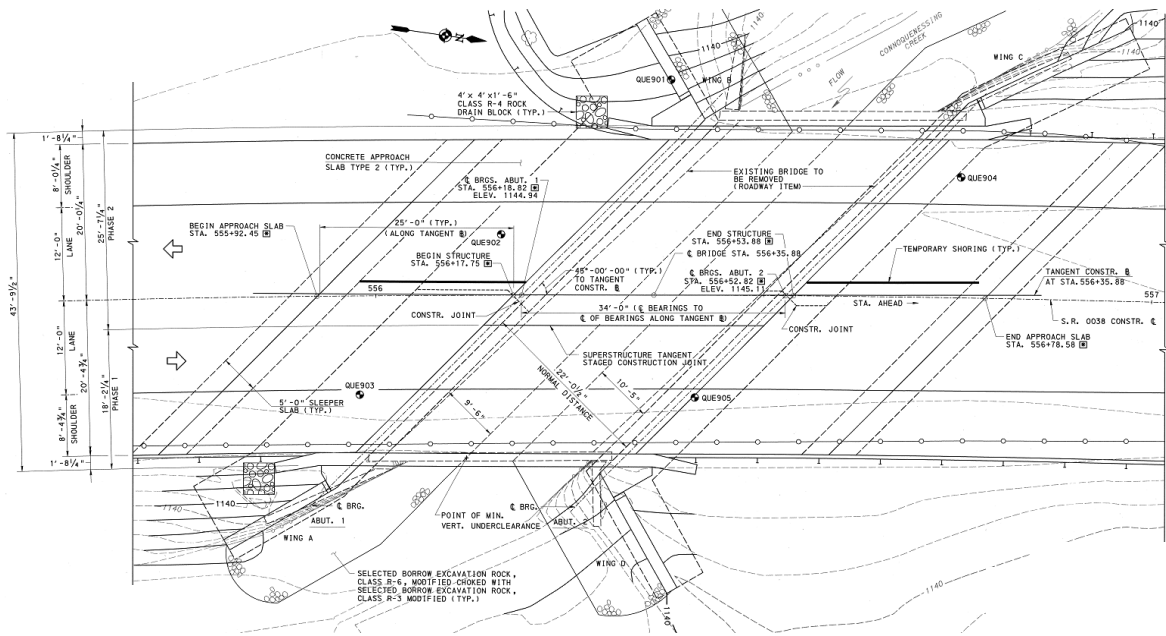 1140
1140
CONNOQUENESSING
CREEK
WING C
N
1140
QUE901
WING B
FLOW
4' x 4' x1'-6"
CLASS R-4 ROCK
DRAIN BLOCK (TYP.)
1'-8¼"
CONCRETE APPROACH
SLAB TYPE 2 (TYP.)
8'-0¼"
SHOULDER
20'-0¼"
25'-7¼"
PHASE 2
12'-0"
LANE
43'-9½"
℄ BRGS. ABUT. 1
STA. 556+18.82
ELEV. 1144.94
EXISTING BRIDGE TO
BE REMOVED
(ROADWAY ITEM)
QUE904
BEGIN APPROACH SLAB
STA. 555+92.45
25'-0" (TYP.)
(ALONG TANGENT ℄)
QUE902
END STRUCTURE
STA. 556+53.88
℄ BRIDGE STA. 556+35.88
TEMPORARY SHORING (TYP.)
BEGIN STRUCTURE
STA. 556+17.75
45°-00'-00" (TYP.)
TO TANGENT
CONSTR. ℄
℄ BRGS. ABUT. 2
STA. 556+52.82
ELEV. 1145.11
TANGENT CONSTR. ℄
AT STA.556+35.88
556
557
CONSTR. JOINT
34'-0" (℄ BEARINGS TO
℄ OF BEARINGS ALONG TANGENT ℄)
STA. AHEAD
S.R. 0038 CONSTR. ℄
CONSTR. JOINT
12'-0"
LANE
20'-4¾"
18'-2¼"
PHASE 1
END APPROACH SLAB
STA. 556+78.58
SUPERSTRUCTURE TANGENT
STAGED CONSTRUCTION JOINT
22'-0½"
NORMAL DISTANCE
10'-5"
QUE903
QUE905
5'-0" SLEEPER
SLAB (TYP.)
9'-6"
8'-4¾"
SHOULDER
1'-8¼"
1140
1140
℄ BRG.
ABUT. 1
WING A
POINT OF MIN.
VERT. UNDERCLEARANCE
℄ BRG.
ABUT. 2
WING D
SELECTED BORROW EXCAVATION ROCK,
CLASS R-6, MODIFIED CHOKED WITH
SELECTED BORROW EXCAVATION ROCK,
CLASS R-3 MODIFIED (TYP.)
1140
1140
1140